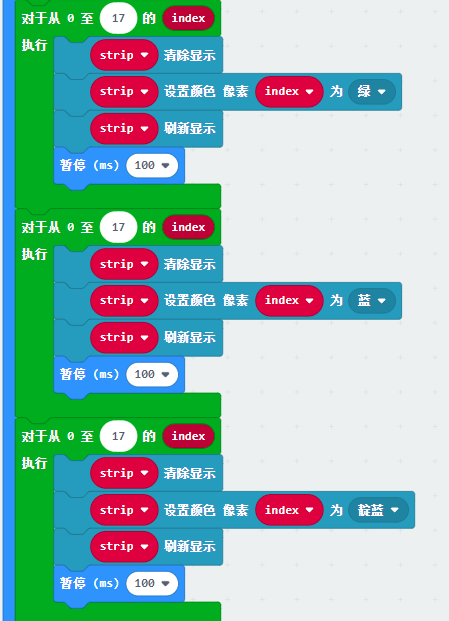 对于从 0 至 17 的 index
执行
strip 清除显示
strip 设置颜色 像素 index 为 绿
strip 刷新显示
暂停 (ms) 100
对于从 0 至 17 的 index
执行
strip 清除显示
strip 设置颜色 像素 index 为 蓝
strip 刷新显示
暂停 (ms) 100
对于从 0 至 17 的 index
执行
strip 清除显示
strip 设置颜色 像素 index 为 靛蓝
strip 刷新显示
暂停 (ms) 100